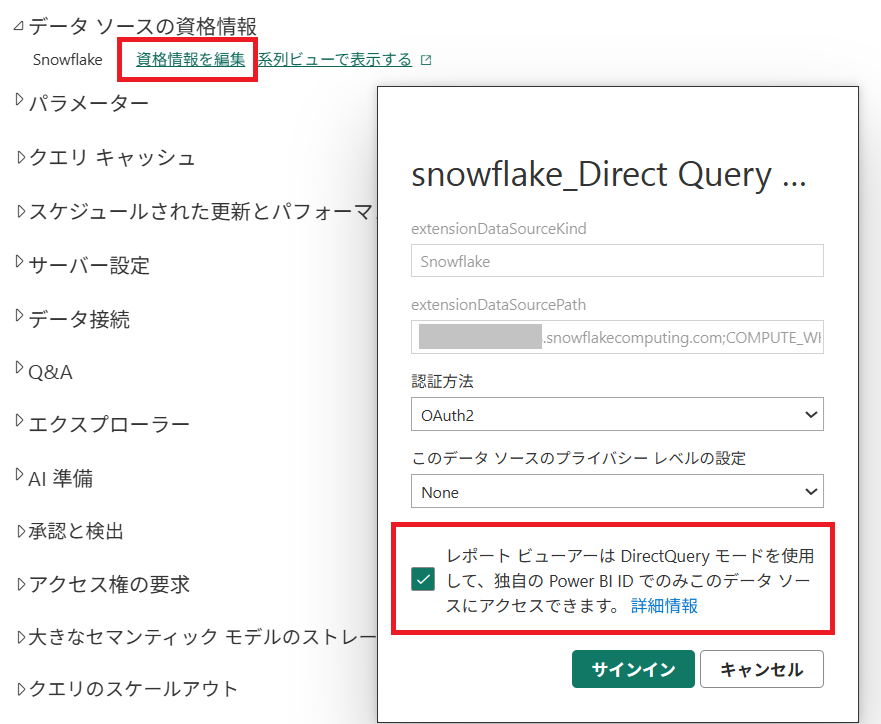 データ ソースの資格情報
Snowflake 資格情報を編集 系列ビューで表示する
パラメーター
クエリ キャッシュ
スケジュールされた更新とパフォーマ
サーバー設定
データ接続
Q&A
エクスプローラー
AI 準備
承認と検出
アクセス権の要求
大きなセマンティック モデルのストレー
クエリのスケールアウト
snowflake_Direct Query ...
extensionDataSourceKind
Snowflake
extensionDataSourcePath
.snowflakecomputing.com;COMPUTE_WH
認証方法
OAuth2
このデータ ソースのプライバシー レベルの設定
None
レポート ビューアーは DirectQuery モードを使用
して、独自の Power BI ID でのみこのデータ ソー
スにアクセスできます。 詳細情報
サインイン キャンセル